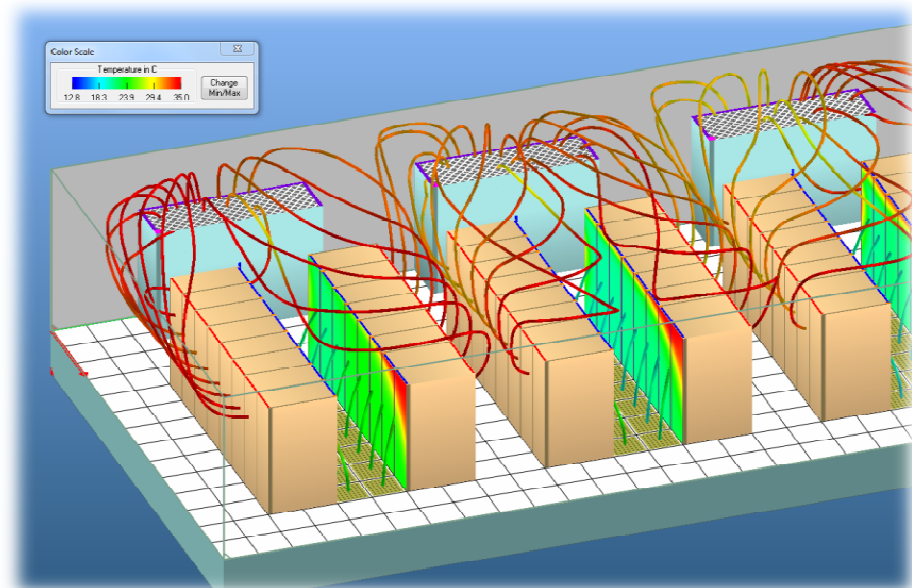 Color Scale
Temperature in C
12.8 18.3 23.9 29.4 35.0
Change
Min/Max